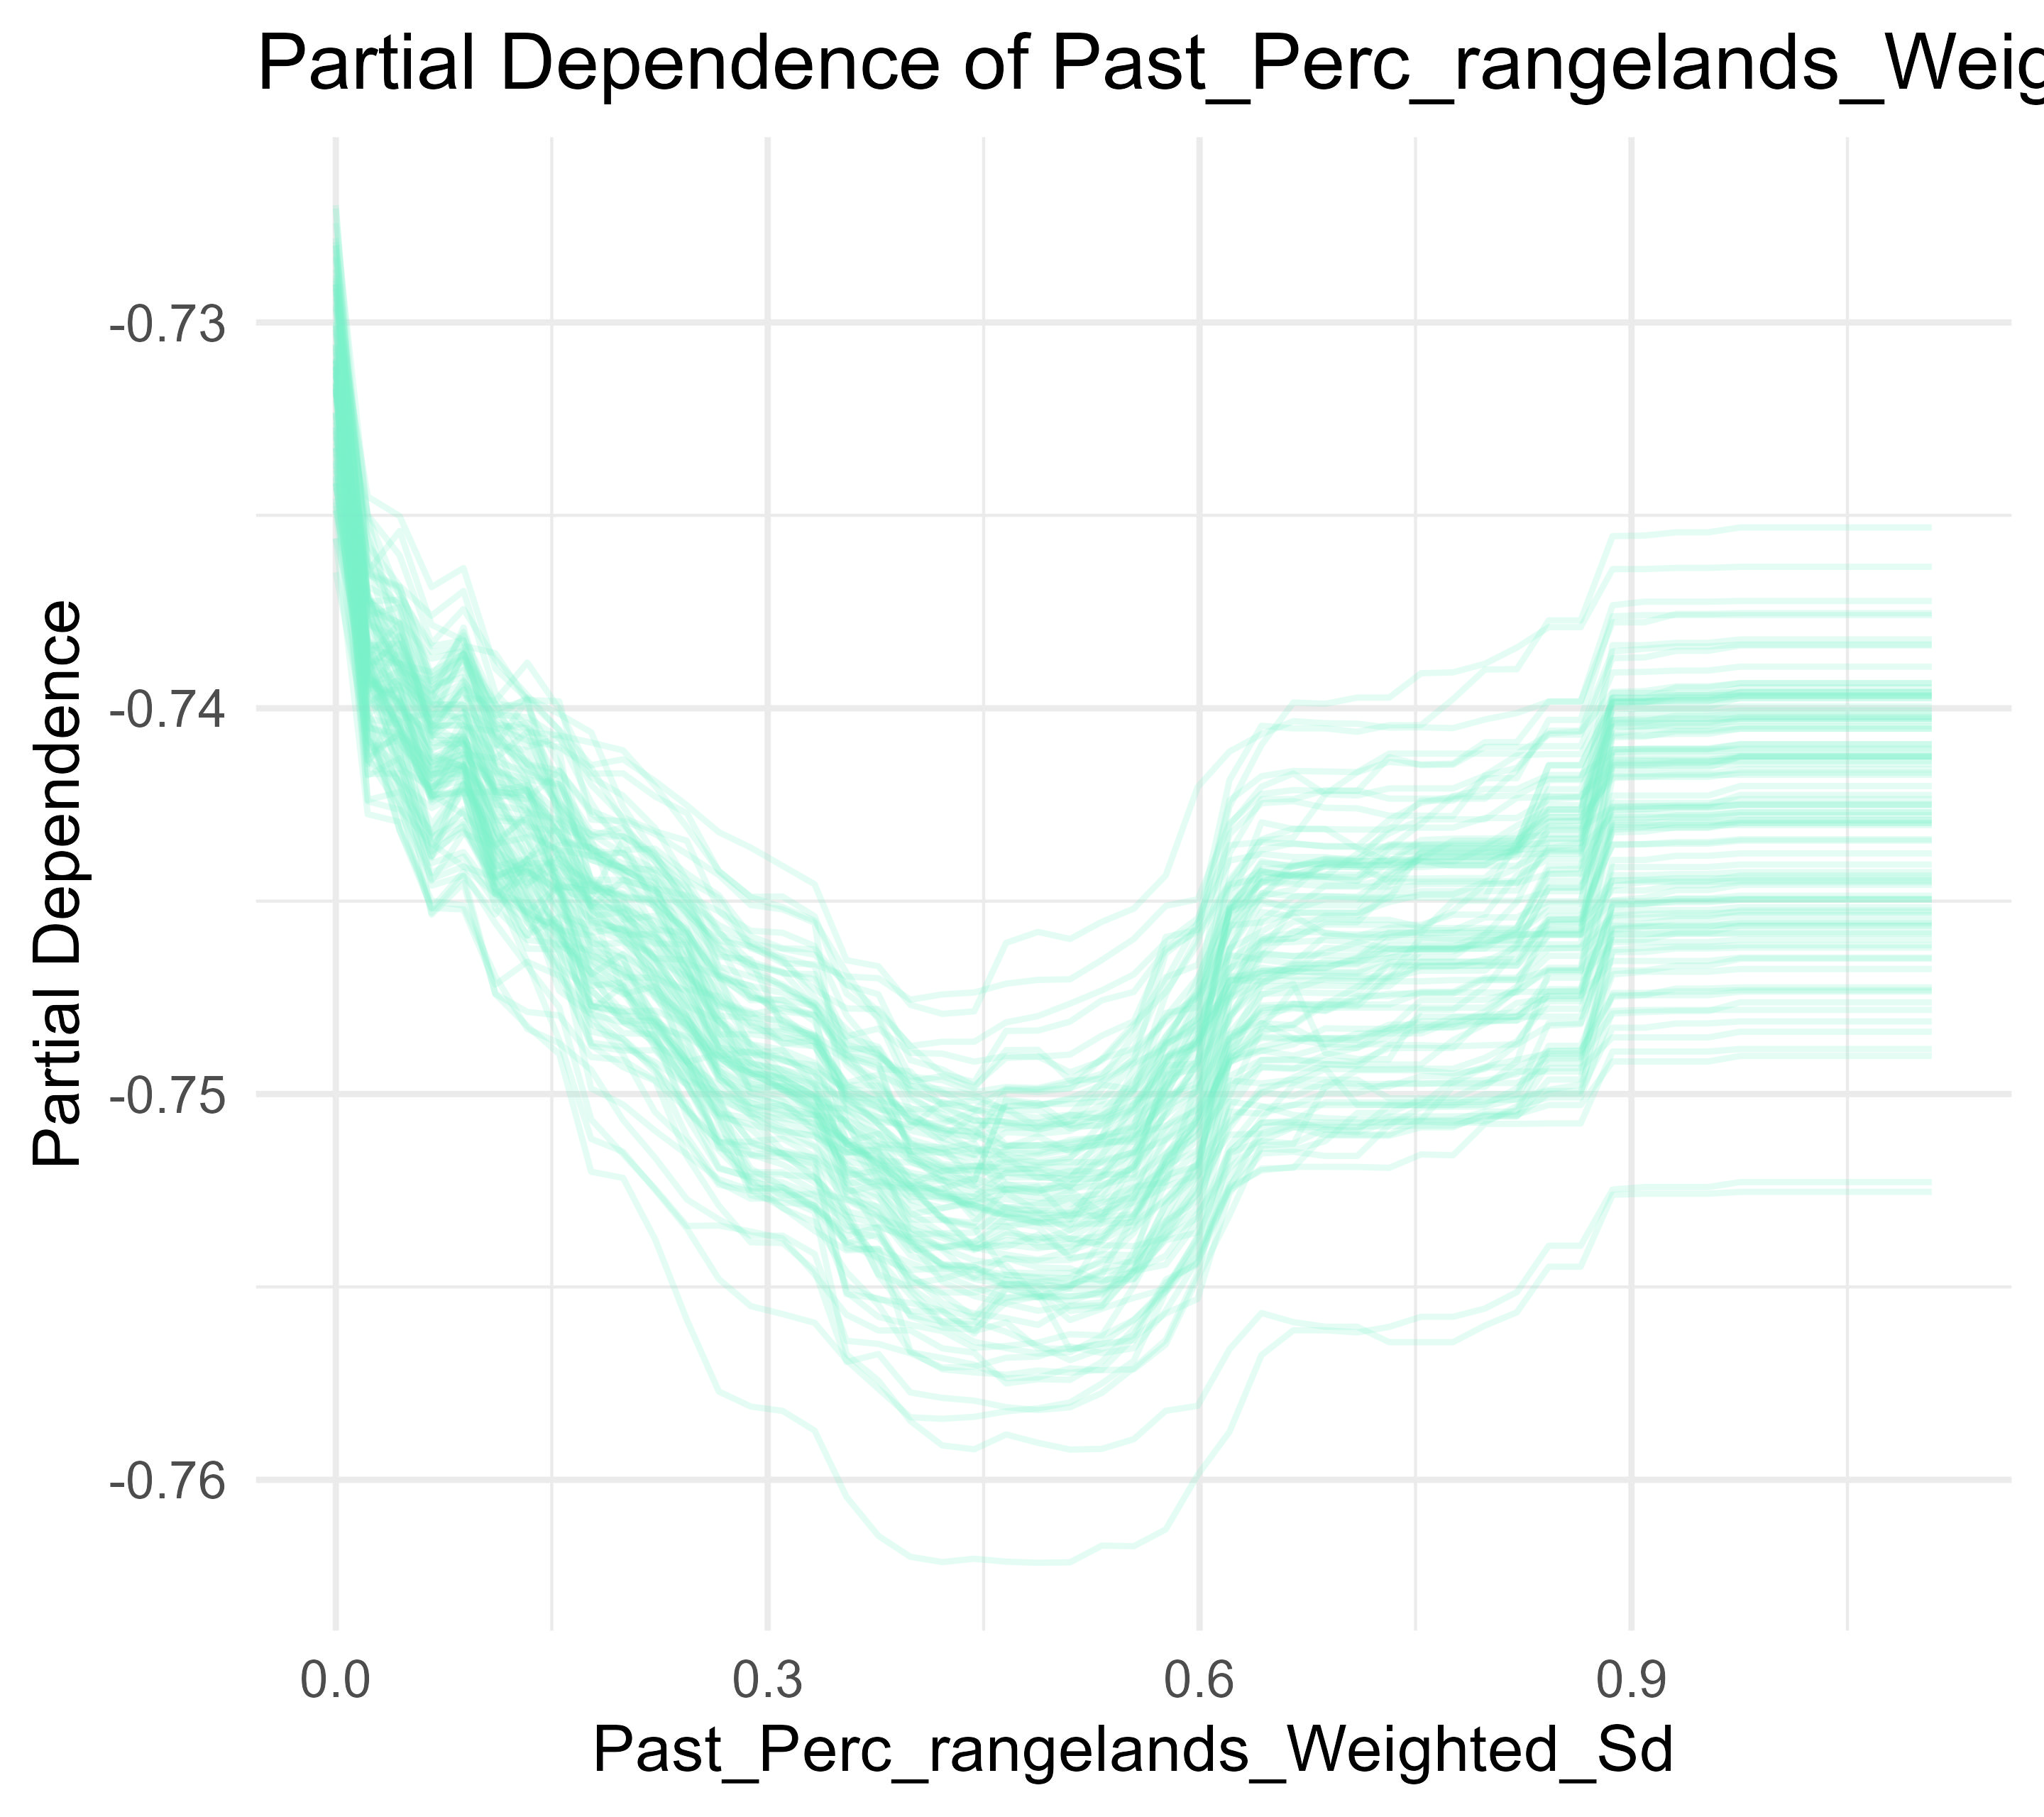 Partial Dependence of Past_Perc_rangelands_Weig
-0.73
-0.74
-0.75
-0.76
Partial Dependence
0.0 0.3 0.6 0.9
Past_Perc_rangelands_Weighted_Sd